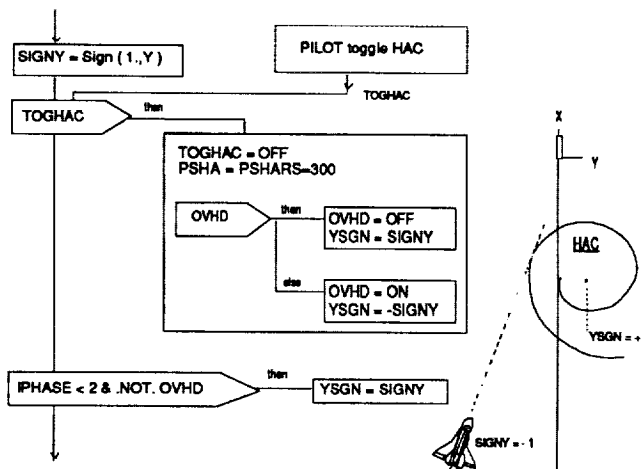 SIGNY = Sign ( 1.,Y )
PILOT toggle HAC
TOGHAC
TOGHAC
then
TOGHAC = OFF
PSHA = PSHARS=300
OVHD
then
OVHD = OFF
YSGN = SIGNY
else
OVHD = ON
YSGN = -SIGNY
X
Y
HAC
YSGN = +
IPHASE < 2 & .NOT. OVHD
then
YSGN = SIGNY
SIGNY = - 1